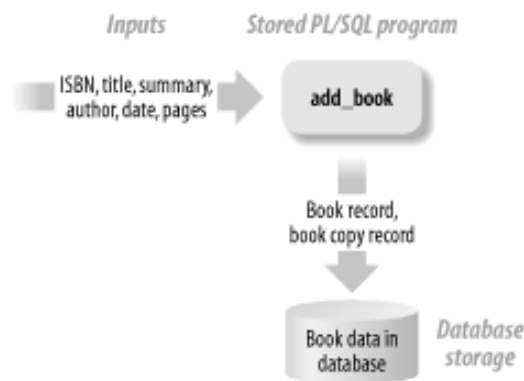 Inputs
Stored PL/SQL program
ISBN, title, summary,
author, date, pages
add_book
Book record,
book copy record
Book data in
database
Database
storage